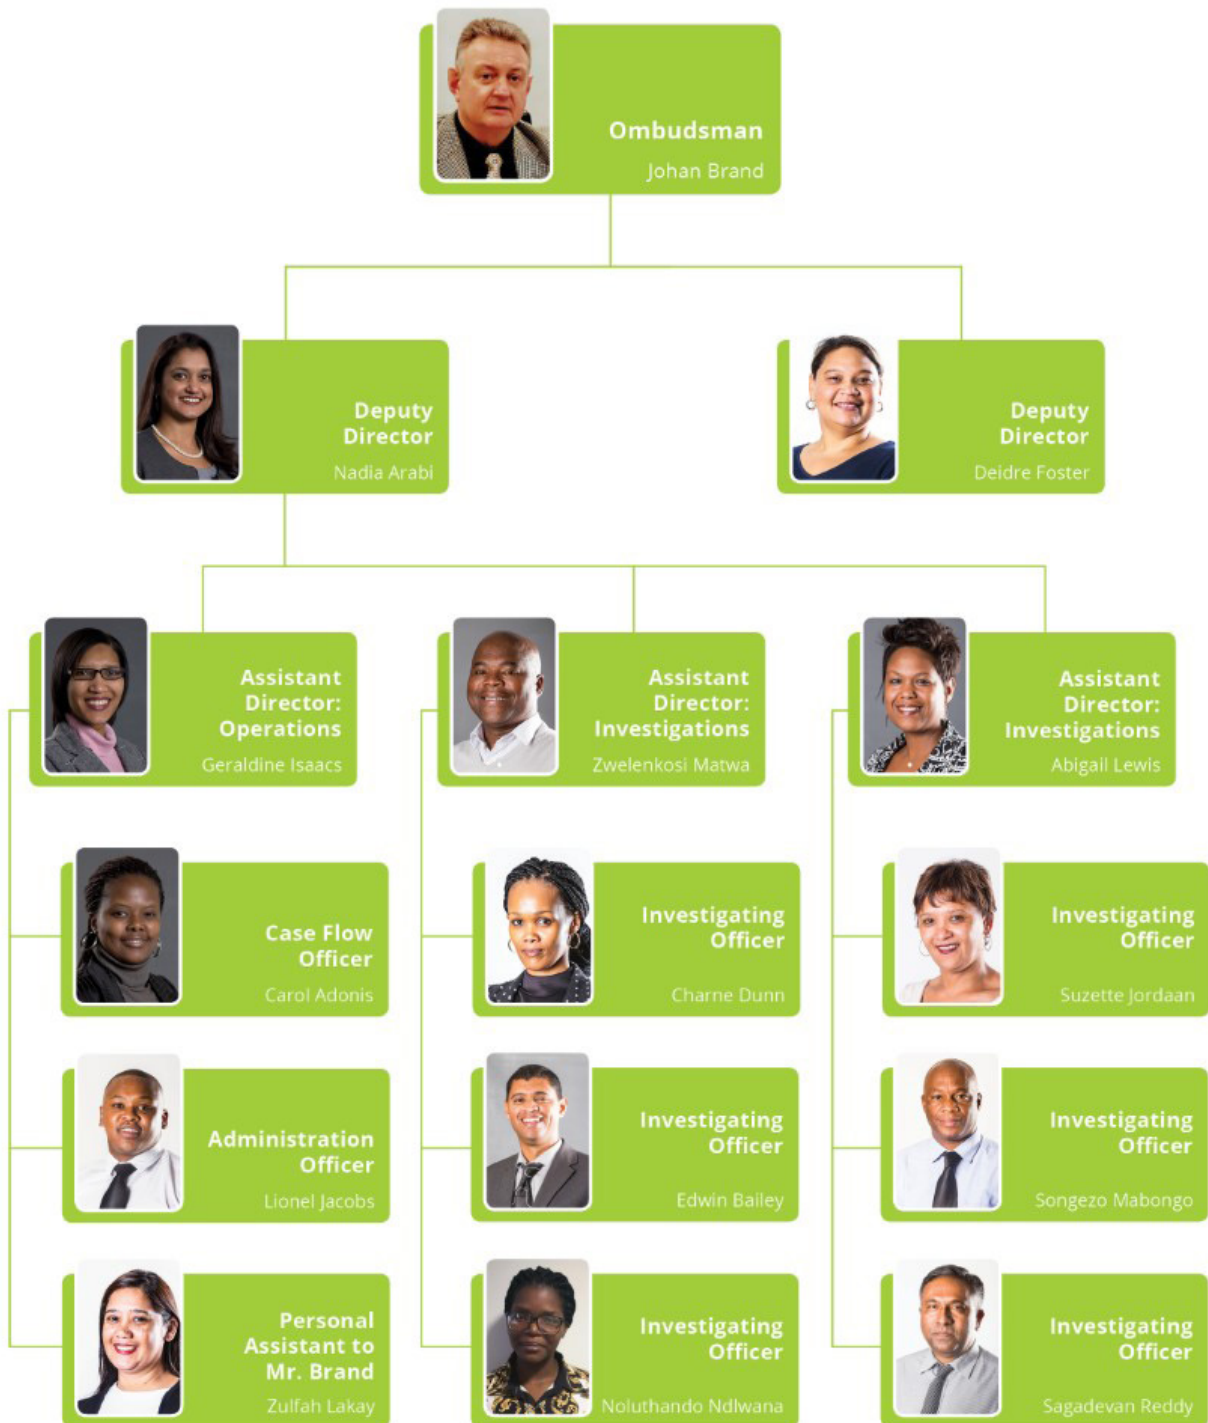 Ombudsman
Johan Brand
Deputy
Director
Nadia Arabi
Deputy
Director
Deidre Foster
Assistant
Director:
Operations
Geraldine Isaacs
Assistant
Director:
Investigations
Zwelenkosi Matwa
Assistant
Director:
Investigations
Abigail Lewis
Case Flow
Officer
Carol Adonis
Investigating
Officer
Charne Dunn
Investigating
Officer
Suzette Jordaan
Administration
Officer
Lionel Jacobs
Investigating
Officer
Edwin Bailey
Investigating
Officer
Songezo Mabongo
Personal
Assistant to
Mr. Brand
Zulfah Lakay
Investigating
Officer
Noluthando Ndlwana
Investigating
Officer
Sagadevan Reddy